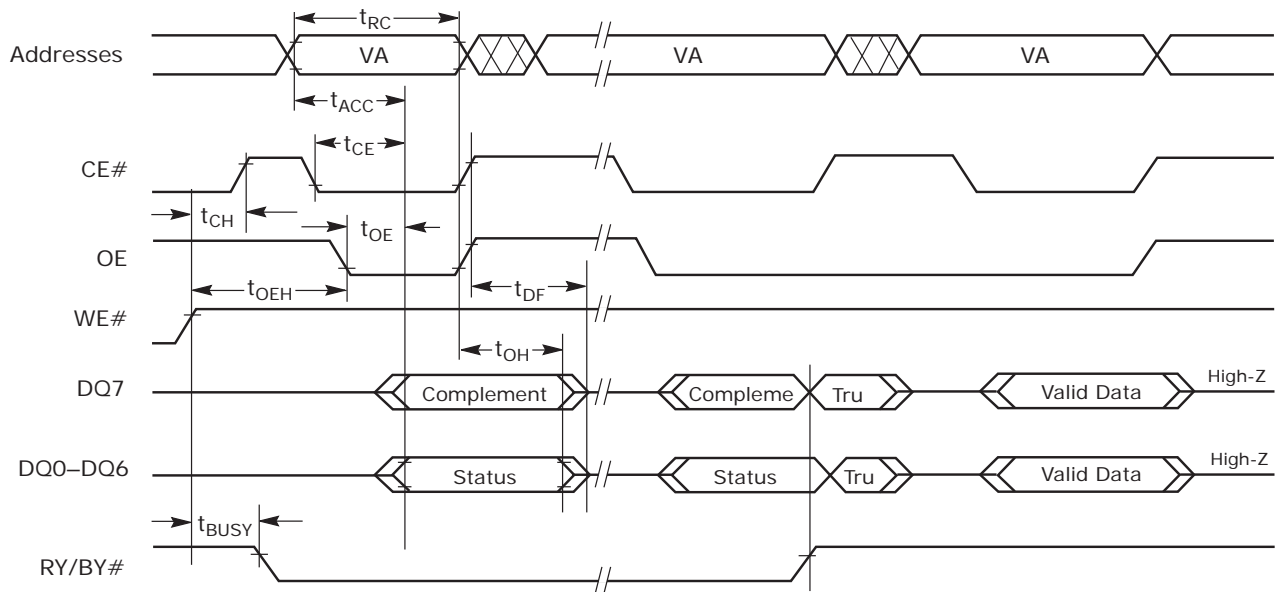 tRC
Addresses VA VA VA
tACC
tCE
CE#
tCH tOE
OE
tOEH tDF
WE#
tOH
DQ7 Complement Compleme Tru Valid Data High-Z
DQ0–DQ6 Status Status Tru Valid Data High-Z
tBUSY
RY/BY#